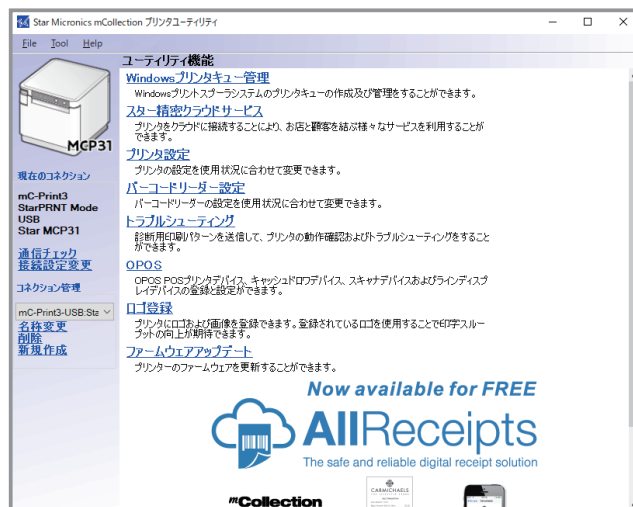 Star Micronics mCollection プリンタユーティリティ
File Tool Help
MCP31
現在のコネクション
mC-Print3
StarPRNT Mode
USB
Star MCP31
通信チェック
接続設定変更
コネクション管理
mC-Print3-USB:Sta
名称変更
削除
新規作成
ユーティリティ機能
Windowsプリンタキュー管理
Windowsプリントスプーラシステムのプリンタキューの作成及び管理をすることができます。
スター精密クラウドサービス
プリンタをクラウドに接続することにより、お店と顧客を結ぶ様々なサービスを利用することが
できます。
プリンタ設定
プリンタの設定を使用状況に合わせて変更できます。
バーコードリーダー設定
バーコードリーダーの設定を使用状況に合わせて変更できます。
トラブルシューティング
診断用印刷パターンを送信して、プリンタの動作確認およびトラブルシューティングをすること
ができます。
OPOS
OPOS POSプリンタデバイス、キャッシュドロワデバイス、スキャナデバイスおよびラインディスプ
レイデバイスの登録と設定ができます。
ロゴ登録
プリンタにロゴおよび画像を登録できます。登録されているロゴを使用することで印字スルー
プットの向上が期待できます。
ファームウェアアップデート
プリンターのファームウェアを更新することができます。
Now available for FREE
AllReceipts
The safe and reliable digital receipt solution
mCollection
CARMICHAELS